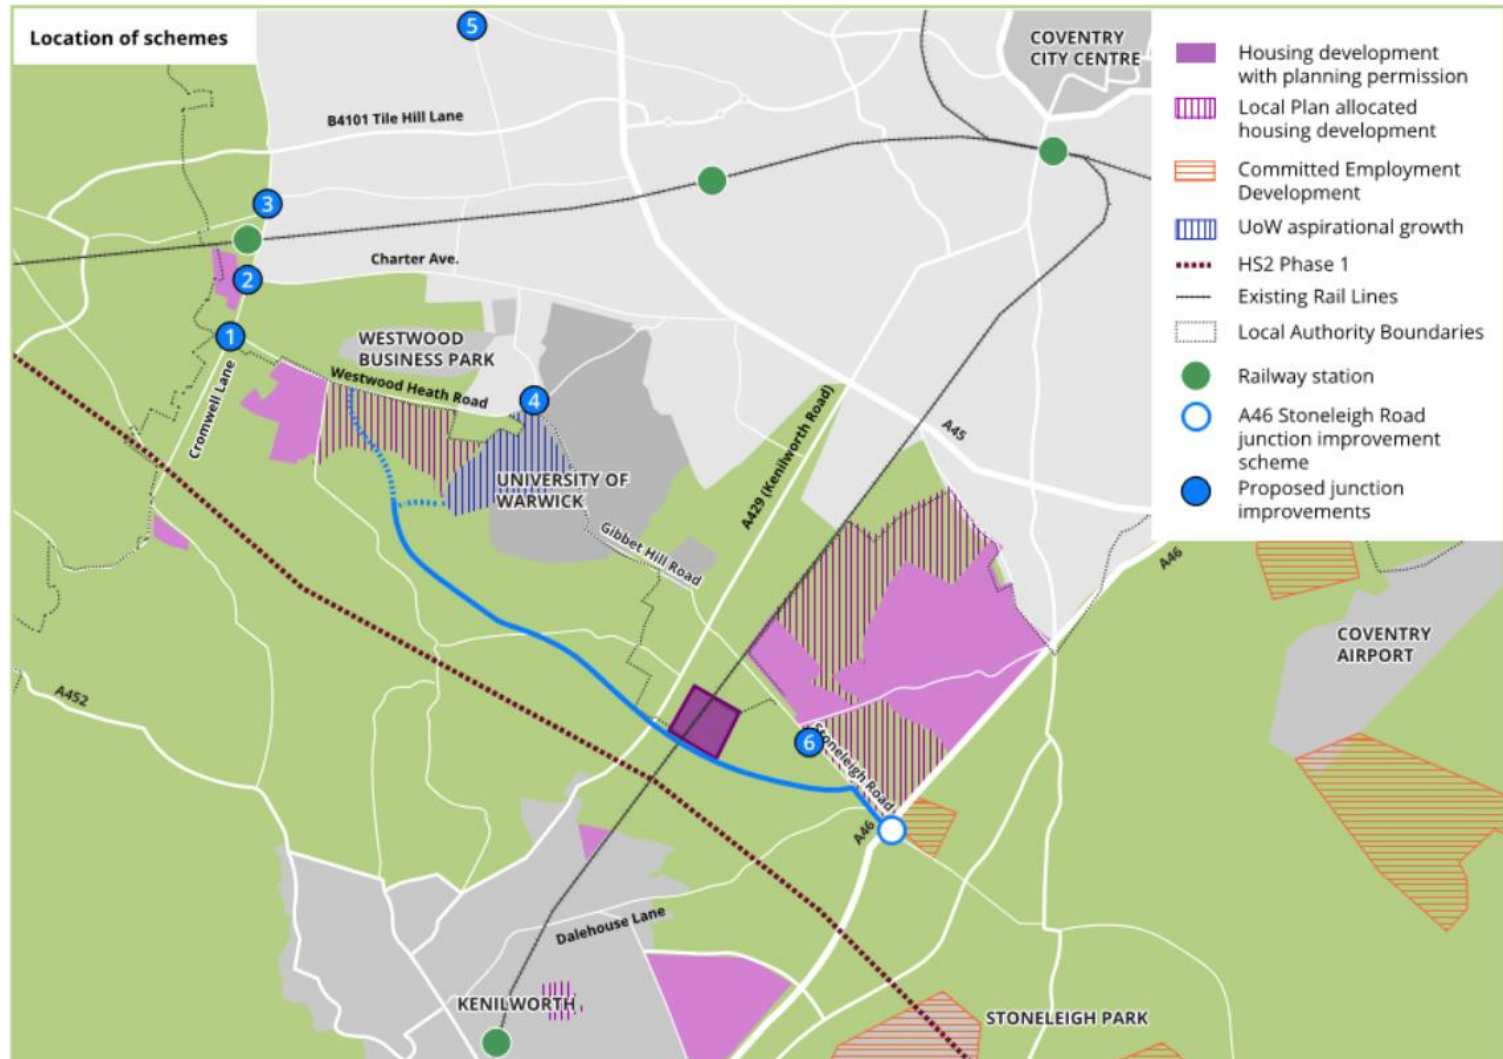 Location of schemes
5
COVENTRY
CITY CENTRE
B4101 Tile Hill Lane
3
Charter Ave.
2
1
WESTWOOD
BUSINESS PARK
Westwood Heath Road
4
Cromwell Lane
UNIVERSITY OF
WARWICK
A429 (Kenilworth Road)
A45
Gibbet Hill Road
A46
COVENTRY
AIRPORT
A452
6
Stoneleigh Road
A46
Dalehouse Lane
KENILWORTH
STONELEIGH PARK
Housing development
with planning permission
Local Plan allocated
housing development
Committed Employment
Development
UoW aspirational growth
HS2 Phase 1
Existing Rail Lines
Local Authority Boundaries
Railway station
A46 Stoneleigh Road
junction improvement
scheme
Proposed junction
improvements